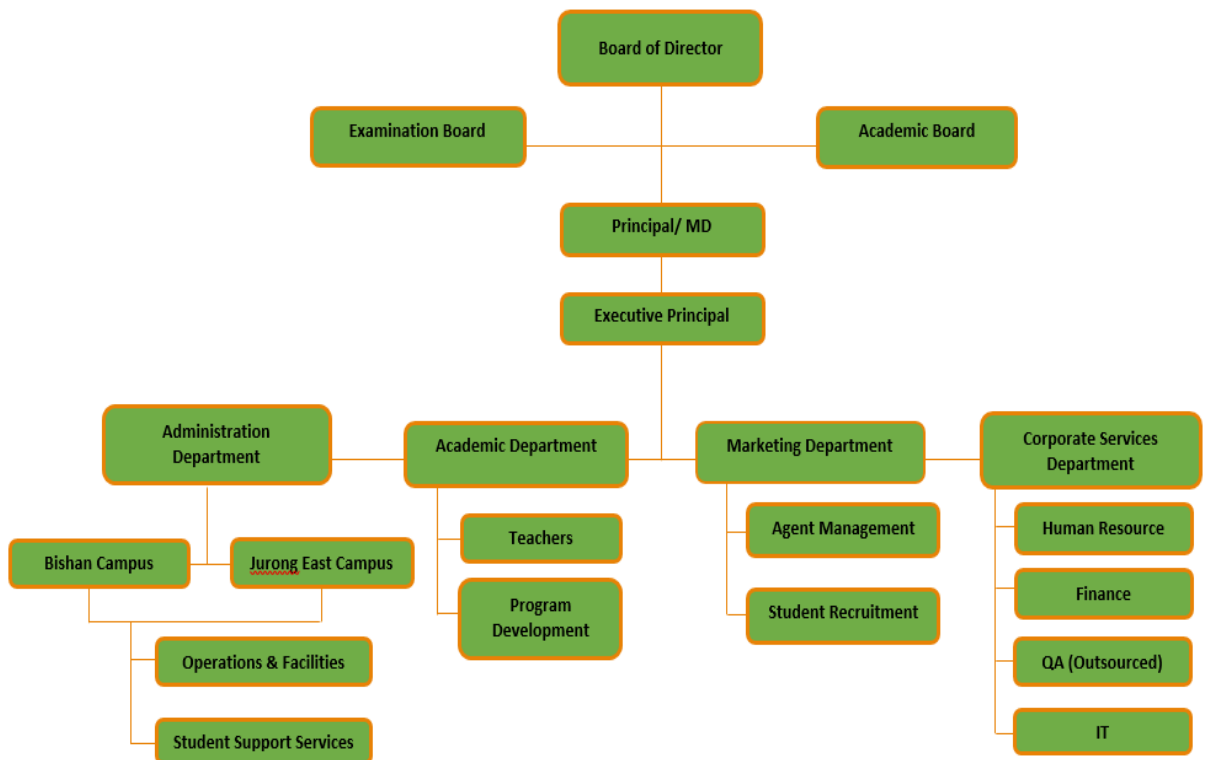 Board of Director
Examination Board
Academic Board
Principal/ MD
Executive Principal
Administration
Department
Academic Department
Marketing Department
Corporate Services
Department
Bishan Campus
Jurong East Campus
Operations & Facilities
Student Support Services
Teachers
Program
Development
Agent Management
Student Recruitment
Human Resource
Finance
QA (Outsourced)
IT